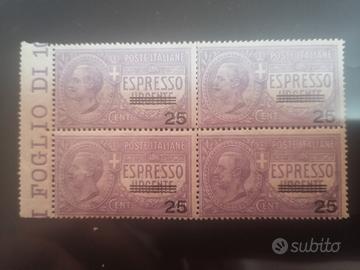 I FOGLIO DI 10
POSTE ITALIANE
ESPRESSO
URGENTE
CENT. 25
POSTE ITALIANE
ESPRESSO
URGENTE
CENT. 25
POSTE ITALIANE
ESPRESSO
URGENTE
CENT. 25
POSTE ITALIANE
ESPRESSO
URGENTE
CENT. 25
subito